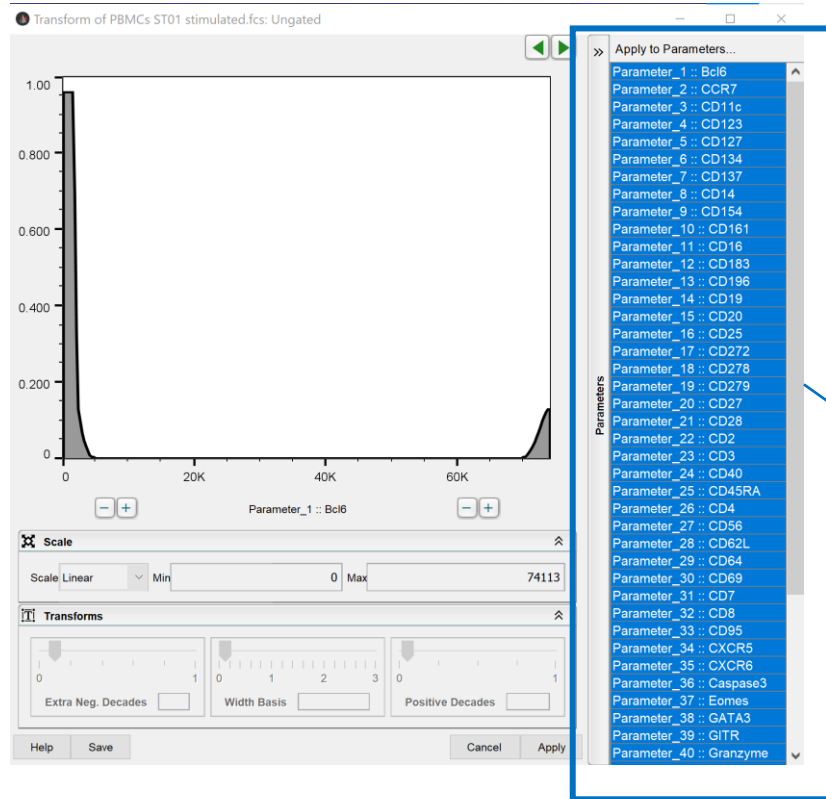 Transform of PBMCs ST01 stimulated.fcs: Ungated
1.00
0.800
0.600
0.400
0.200
0
0 20K 40K 60K
Parameter_1 :: Bcl6
Scale
Scale Linear Min 0 Max 74113
Transforms
0 1
Extra Neg. Decades
0 1 2 3
Width Basis
0 1
Positive Decades
Help Save Cancel Apply
Parameters
Apply to Parameters...
Parameter_1 :: Bcl6
Parameter_2 :: CCR7
Parameter_3 :: CD11c
Parameter_4 :: CD123
Parameter_5 :: CD127
Parameter_6 :: CD134
Parameter_7 :: CD137
Parameter_8 :: CD14
Parameter_9 :: CD154
Parameter_10 :: CD161
Parameter_11 :: CD16
Parameter_12 :: CD183
Parameter_13 :: CD196
Parameter_14 :: CD19
Parameter_15 :: CD20
Parameter_16 :: CD25
Parameter_17 :: CD272
Parameter_18 :: CD278
Parameter_19 :: CD279
Parameter_20 :: CD27
Parameter_21 :: CD28
Parameter_22 :: CD2
Parameter_23 :: CD3
Parameter_24 :: CD40
Parameter_25 :: CD45RA
Parameter_26 :: CD4
Parameter_27 :: CD56
Parameter_28 :: CD62L
Parameter_29 :: CD64
Parameter_30 :: CD69
Parameter_31 :: CD7
Parameter_32 :: CD8
Parameter_33 :: CD95
Parameter_34 :: CXCR5
Parameter_35 :: CXCR6
Parameter_36 :: Caspase3
Parameter_37 :: Eomes
Parameter_38 :: GATA3
Parameter_39 :: GITR
Parameter_40 :: Granzyme